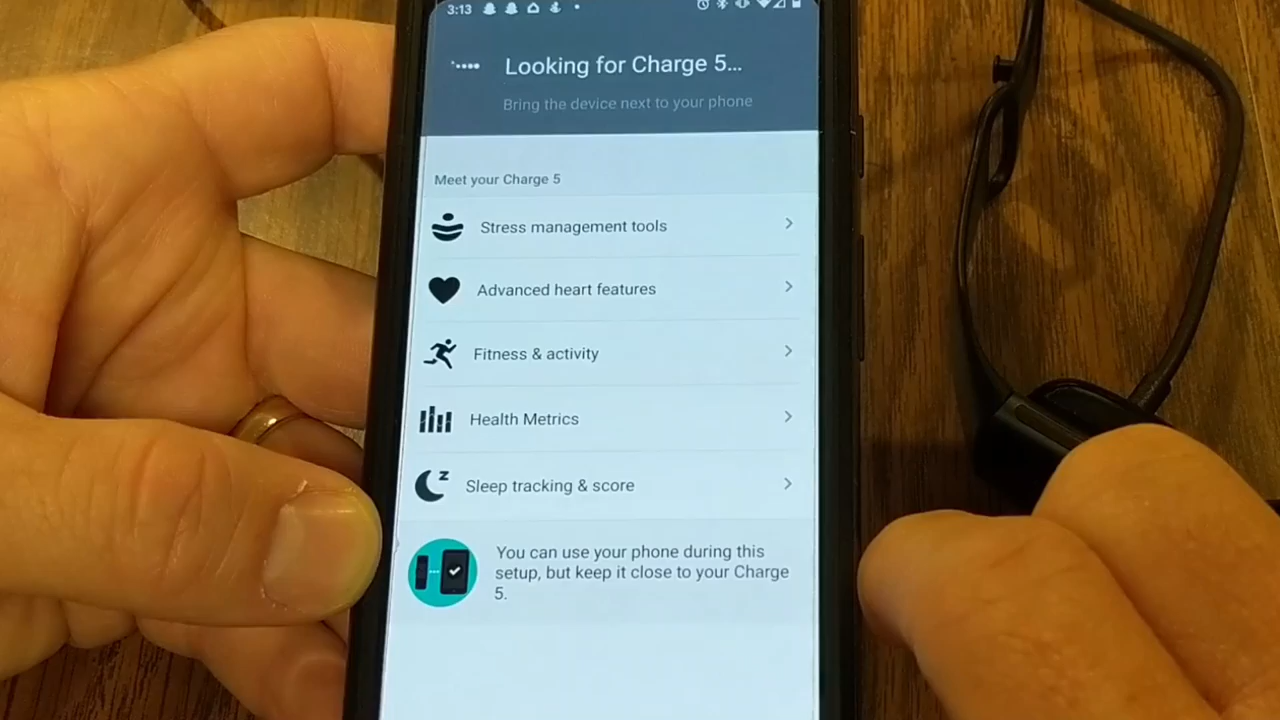 3:13
Looking for Charge 5...
Bring the device next to your phone
Meet your Charge 5
Stress management tools
Advanced heart features
Fitness & activity
Health Metrics
Sleep tracking & score
You can use your phone during this
setup, but keep it close to your Charge
5.